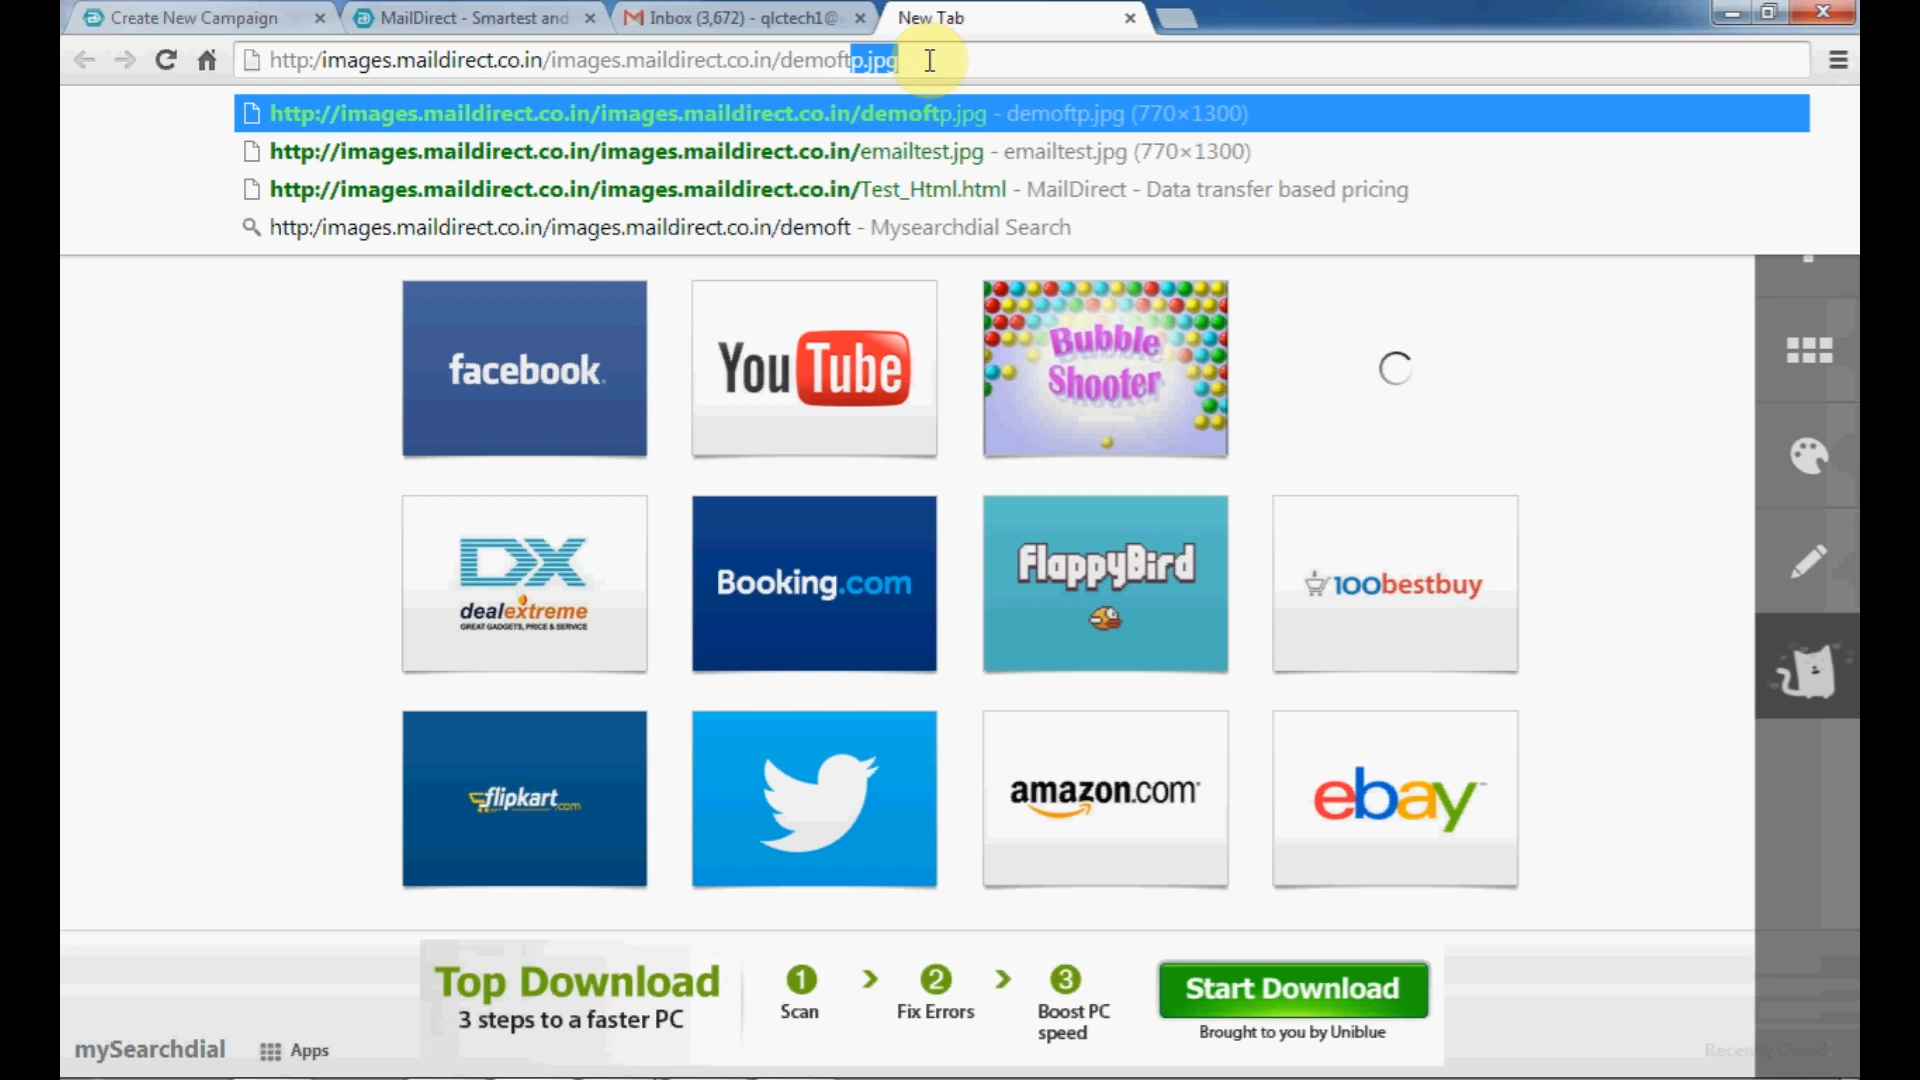 Create New Campaign
MailDirect - Smartest and
Inbox (3,672) - qlctech1@
New Tab
http:/images.maildirect.co.in/images.maildirect.co.in/demoftp.jpg
http://images.maildirect.co.in/images.maildirect.co.in/demoftp.jpg - demoftp.jpg (770×1300)
http://images.maildirect.co.in/images.maildirect.co.in/emailtest.jpg - emailtest.jpg (770×1300)
http://images.maildirect.co.in/images.maildirect.co.in/Test_Html.html - MailDirect - Data transfer based pricing
http:/images.maildirect.co.in/images.maildirect.co.in/demoft - Mysearchdial Search
facebook
YouTube
Bubble
Shooter
DX
dealextreme
GREAT GADGETS, PRICE & SERVICE
Booking.com
FlappyBird
100bestbuy
flipkart.com
amazon.com
ebay
Top Download
3 steps to a faster PC
1 > 2 > 3
Scan
Fix Errors
Boost PC
speed
Start Download
Brought to you by Uniblue
mySearchdial
Apps
Recently Closed